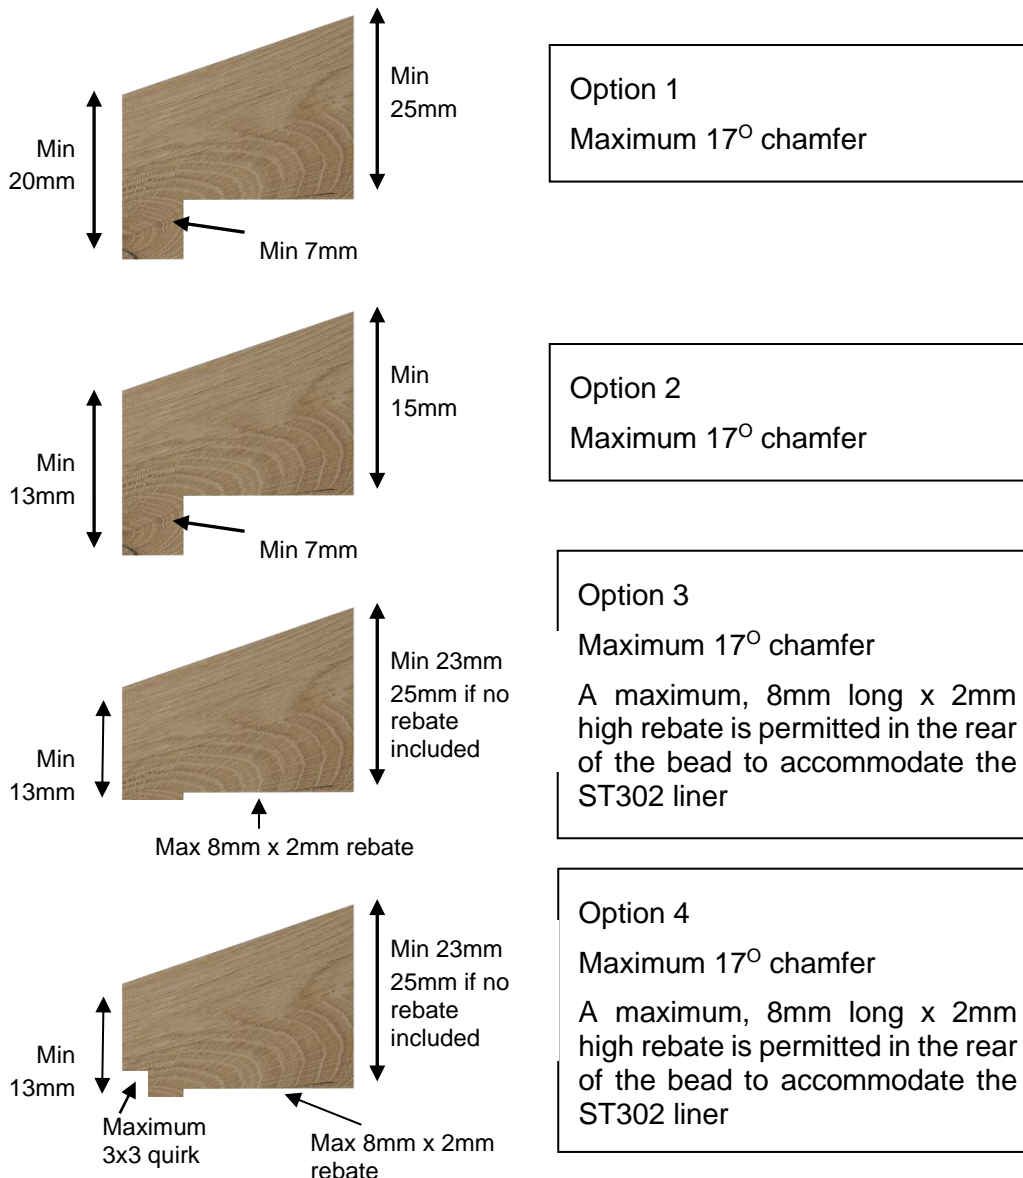 Min
20mm
Min
25mm
Min 7mm
Option 1
Maximum 17ᴼ chamfer
Min
13mm
Min
15mm
Min 7mm
Option 2
Maximum 17ᴼ chamfer
Min
13mm
Min 23mm
25mm if no
rebate
included
Max 8mm x 2mm rebate
Option 3
Maximum 17ᴼ chamfer
A maximum, 8mm long x 2mm
high rebate is permitted in the rear
of the bead to accommodate the
ST302 liner
Min
13mm
Min 23mm
25mm if no
rebate
included
Maximum
3x3 quirk
Max 8mm x 2mm
rebate
Option 4
Maximum 17ᴼ chamfer
A maximum, 8mm long x 2mm
high rebate is permitted in the rear
of the bead to accommodate the
ST302 liner